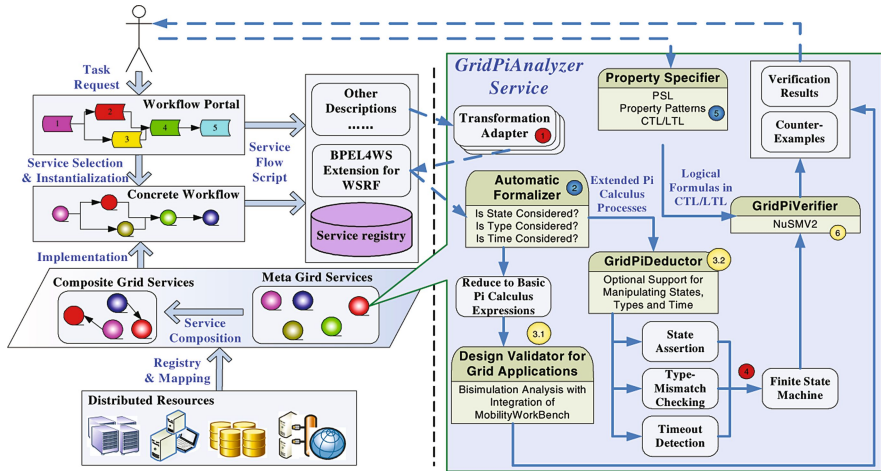 Task
Request
Workflow Portal
1
2
3
4
5
Service Selection
& Instantialization
Concrete Workflow
Implementation
Composite Grid Services
Meta Gird Services
Service
Composition
Registry
& Mapping
Distributed Resources
Service
Flow
Script
Other
Descriptions
......
BPEL4WS
Extension for
WSRF
Service registry
GridPiAnalyzer
Service
Transformation
Adapter
1
Property Specifier
PSL
Property Patterns
CTL/LTL
5
Verification
Results
Counter-
Examples
Automatic
Formalizer
2
Is State Considered?
Is Type Considered?
Is Time Considered?
Extended Pi
Calculus
Processes
Logical
Formulas in
CTL/LTL
GridPiVerifier
NuSMV2
6
Reduce to Basic
Pi Calculus
Expressions
3.1
Design Validator for
Grid Applications
Bisimulation Analysis with
Integration of
MobilityWorkBench
GridPiDeductor
3.2
Optional Support for
Manipulating States,
Types and Time
State
Assertion
Type-
Mismatch
Checking
Timeout
Detection
4
Finite State
Machine